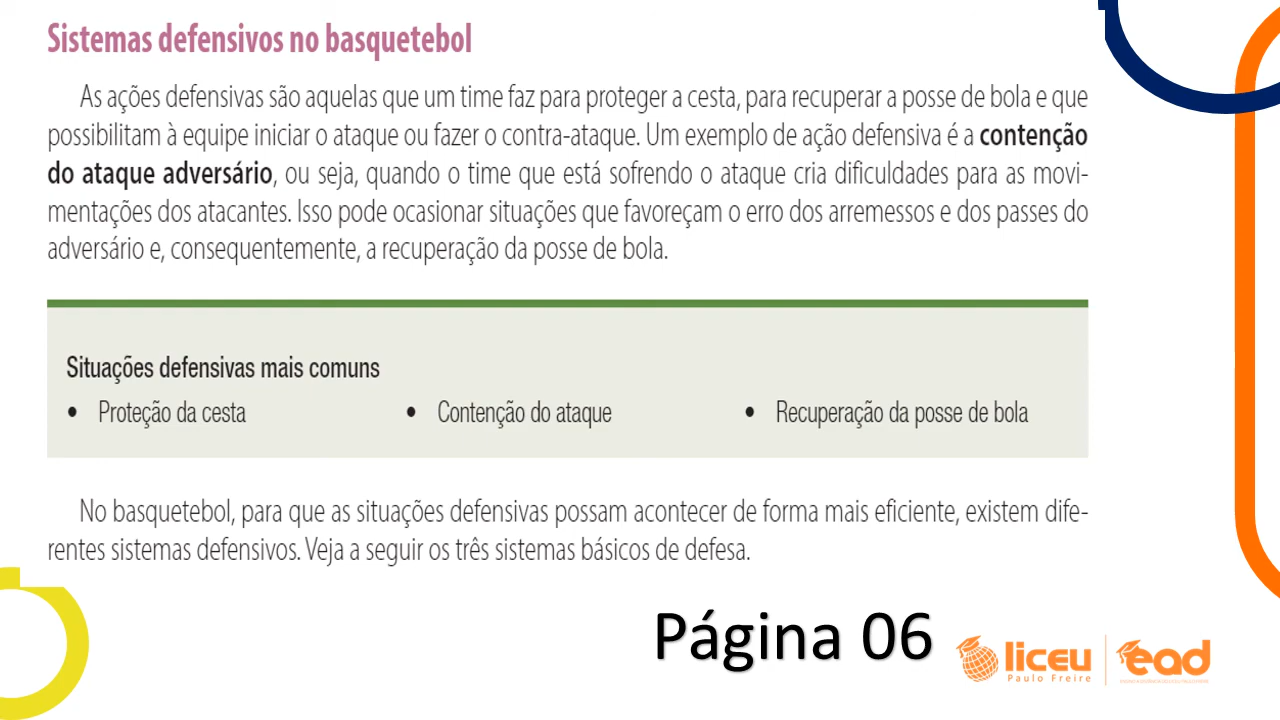 Sistemas defensivos no basquetebol
As ações defensivas são aquelas que um time faz para proteger a cesta, para recuperar a posse de bola e que
possibilitam à equipe iniciar o ataque ou fazer o contra-ataque. Um exemplo de ação defensiva é a contenção
do ataque adversário, ou seja, quando o time que está sofrendo o ataque cria dificuldades para as movi-
mentações dos atacantes. Isso pode ocasionar situações que favoreçam o erro dos arremessos e dos passes do
adversário e, consequentemente, a recuperação da posse de bola.
Situações defensivas mais comuns
• Proteção da cesta • Contenção do ataque • Recuperação da posse de bola
No basquetebol, para que as situações defensivas possam acontecer de forma mais eficiente, existem dife-
rentes sistemas defensivos. Veja a seguir os três sistemas básicos de defesa.
Página 06
liceu
Paulo Freire
ead